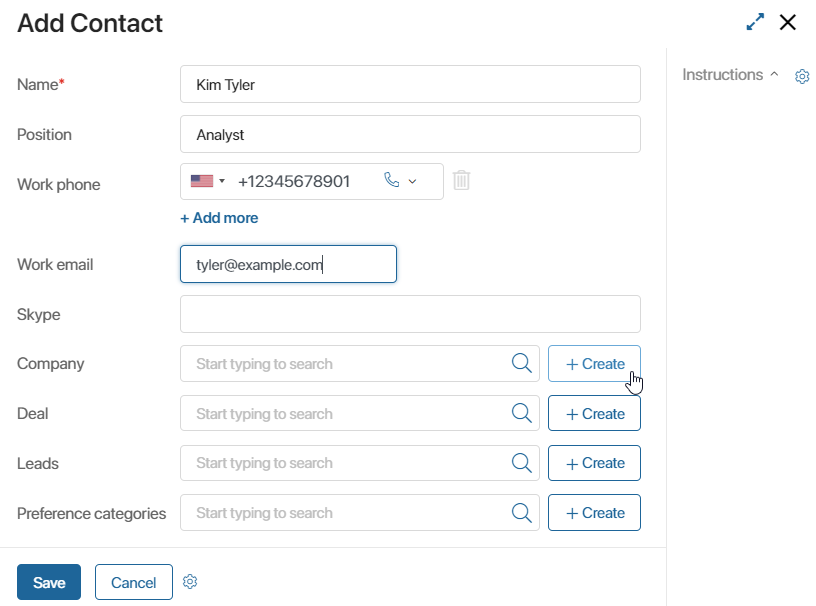 Add Contact
Instructions
Name* Kim Tyler
Position Analyst
Work phone +12345678901
+ Add more
Work email tyler@example.com
Skype
Company Start typing to search + Create
Deal Start typing to search + Create
Leads Start typing to search + Create
Preference categories Start typing to search + Create
Save Cancel